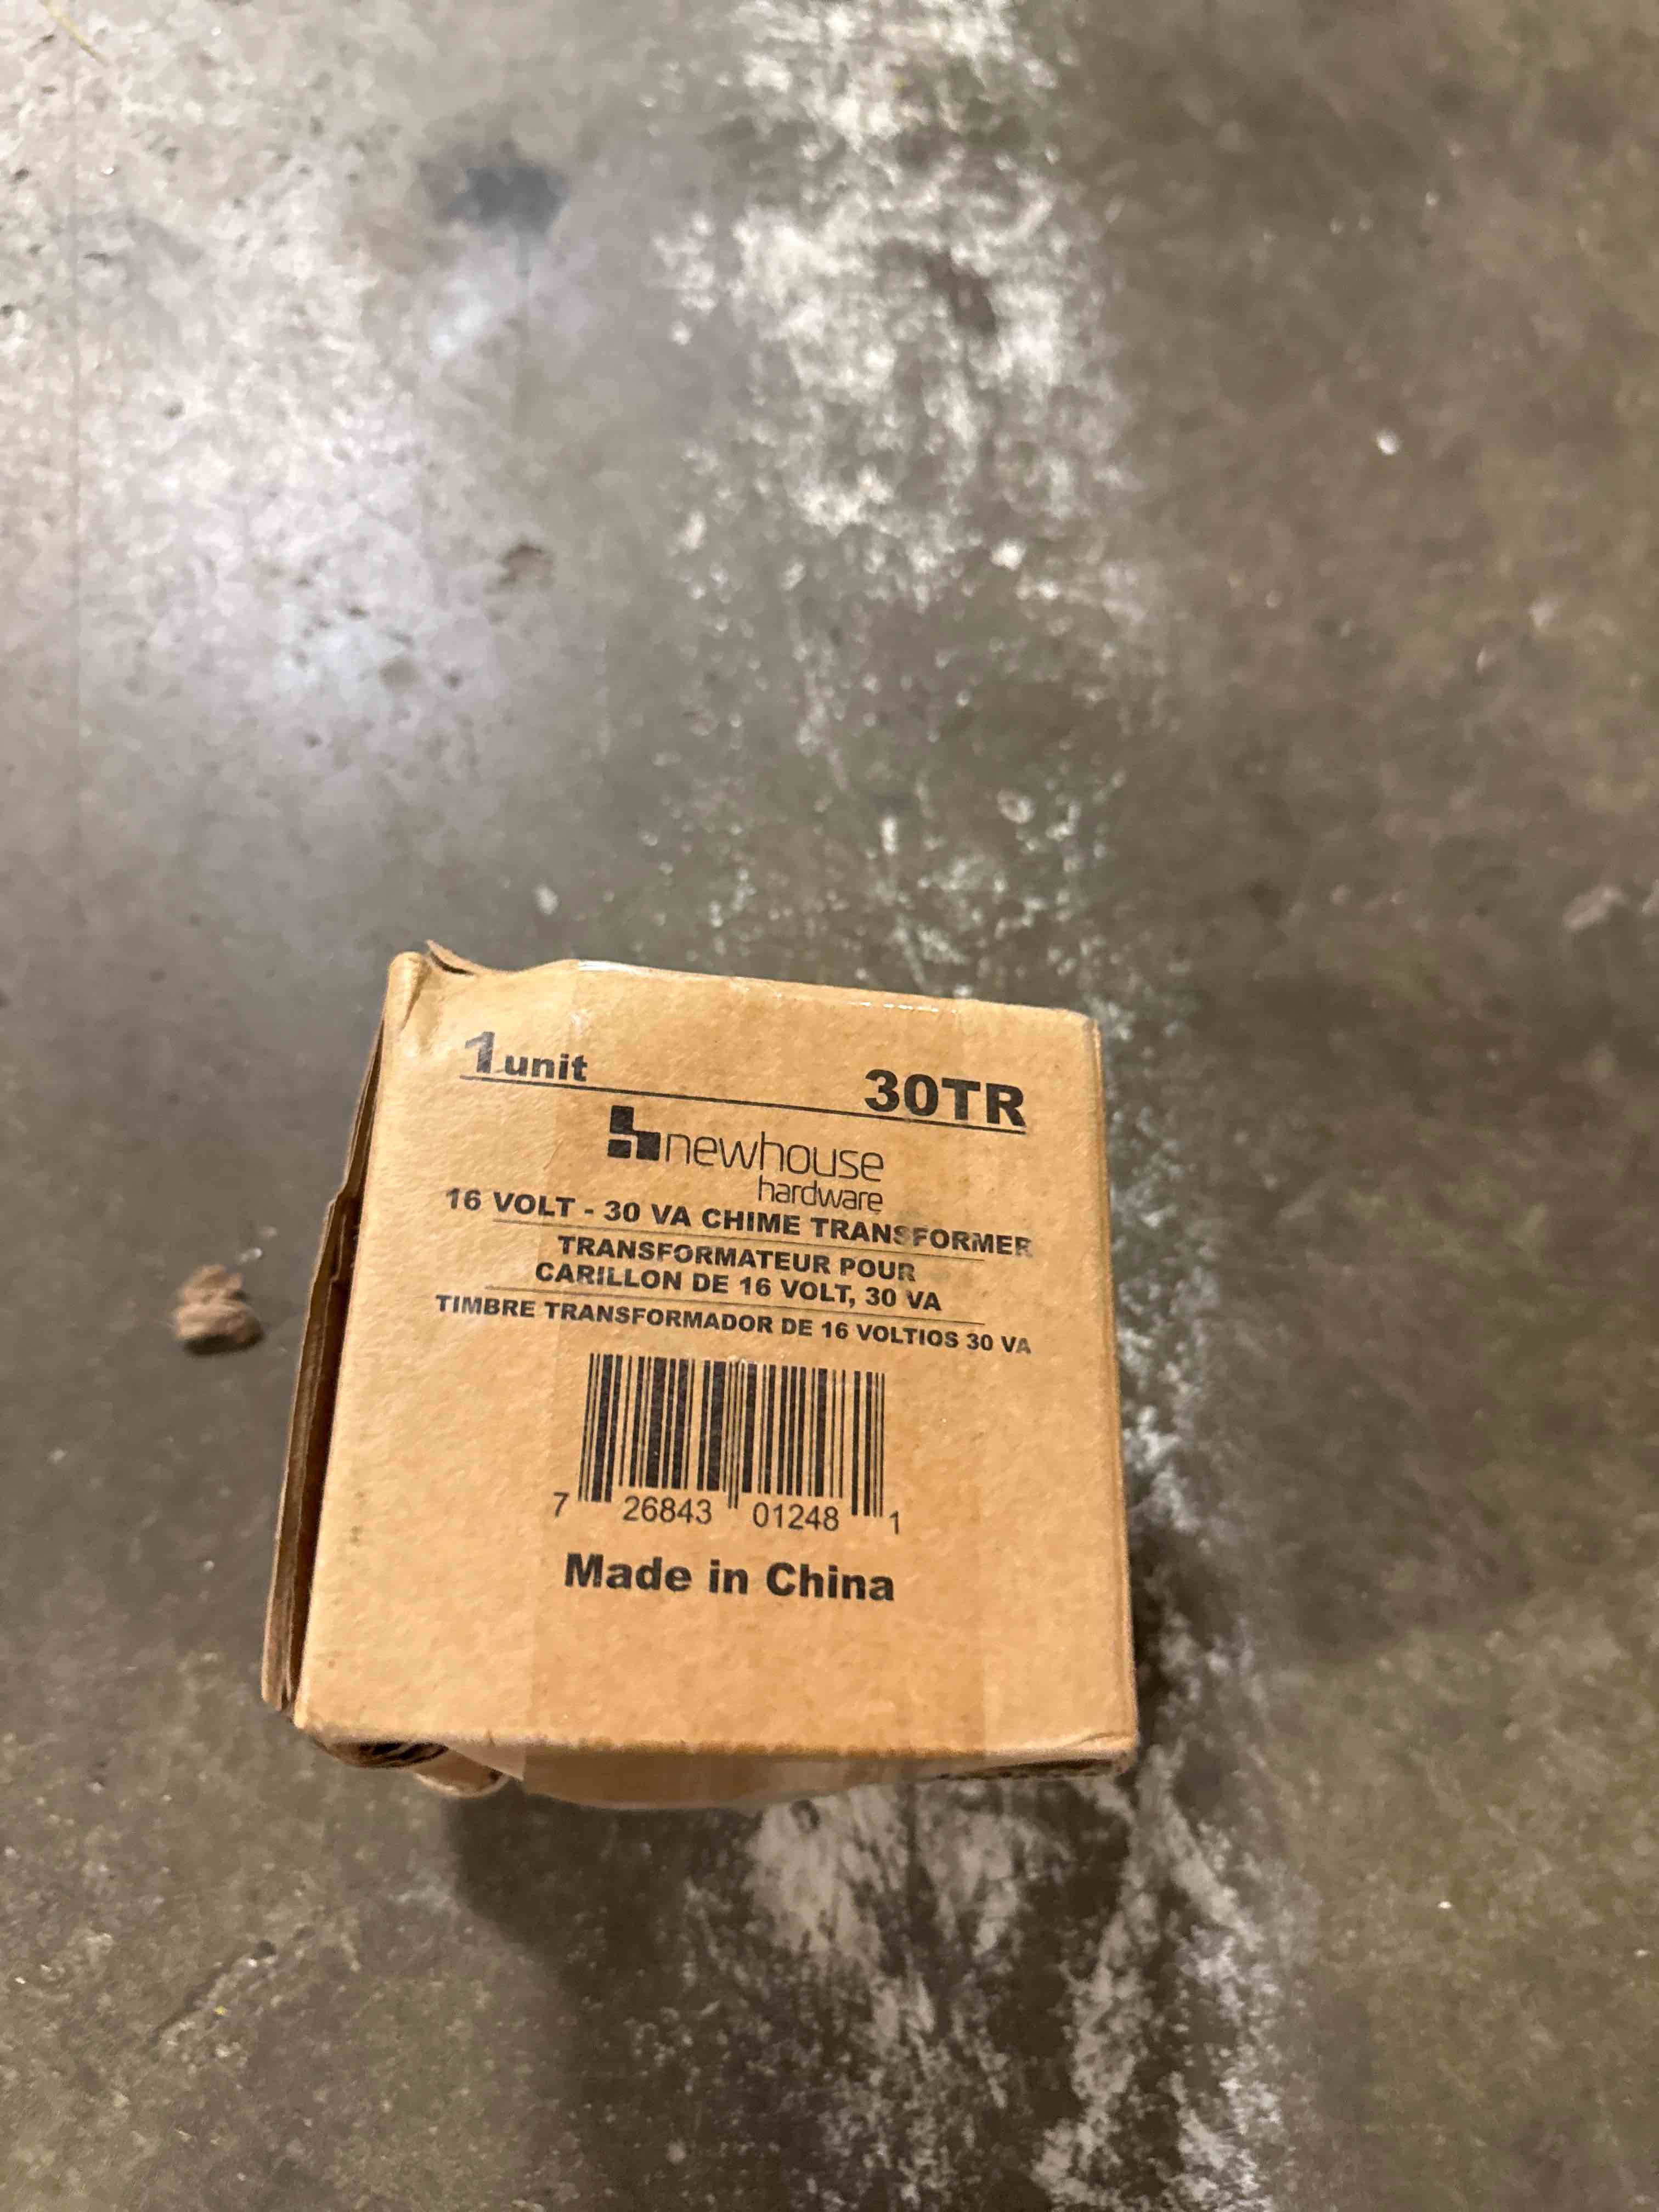 1 unit
30TR
newhouse
hardware
16 VOLT - 30 VA CHIME TRANSFORMER
TRANSFORMATEUR POUR
CARILLON DE 16 VOLT, 30 VA
TIMBRE TRANSFORMADOR DE 16 VOLTIOS 30 VA
7 26843 01248 1
Made in China